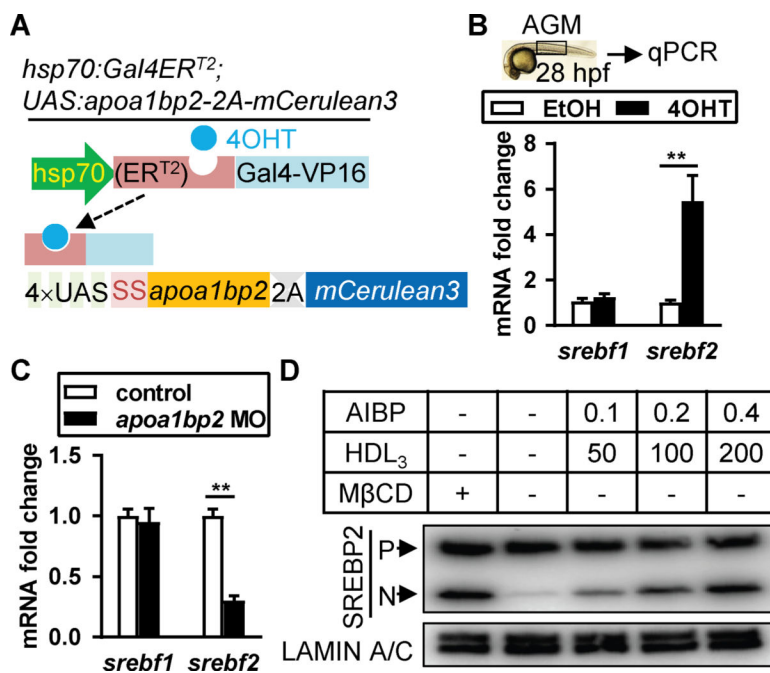 A
hsp70:Gal4ER^T2;
UAS:apoa1bp2-2A-mCerulean3
4OHT
hsp70 (ER^T2) Gal4-VP16
4×UAS SS apoa1bp2 2A mCerulean3
B
AGM
28 hpf
qPCR
EtOH 4OHT
mRNA fold change
8
6
4
2
0
**
srebf1 srebf2
C
control
apoa1bp2 MO
mRNA fold change
1.5
1.0
0.5
0.0
**
srebf1 srebf2
D
AIBP - - 0.1 0.2 0.4
HDL₃ - - 50 100 200
MβCD + - - - -
SREBP2
P
N
LAMIN A/C